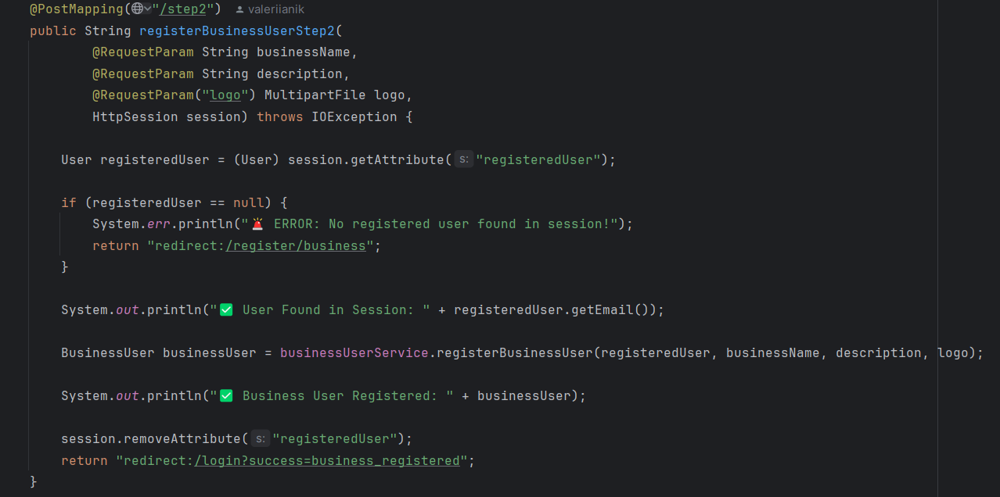 @PostMapping("/step2") valeriianik
public String registerBusinessUserStep2(
@RequestParam String businessName,
@RequestParam String description,
@RequestParam("logo") MultipartFile logo,
HttpSession session) throws IOException {
User registeredUser = (User) session.getAttribute( s: "registeredUser");
if (registeredUser == null) {
System.err.println("🚨 ERROR: No registered user found in session!");
return "redirect:/register/business";
}
System.out.println("✅ User Found in Session: " + registeredUser.getEmail());
BusinessUser businessUser = businessUserService.registerBusinessUser(registeredUser, businessName, description, logo);
System.out.println("✅ Business User Registered: " + businessUser);
session.removeAttribute( s: "registeredUser");
return "redirect:/login?success=business_registered";
}